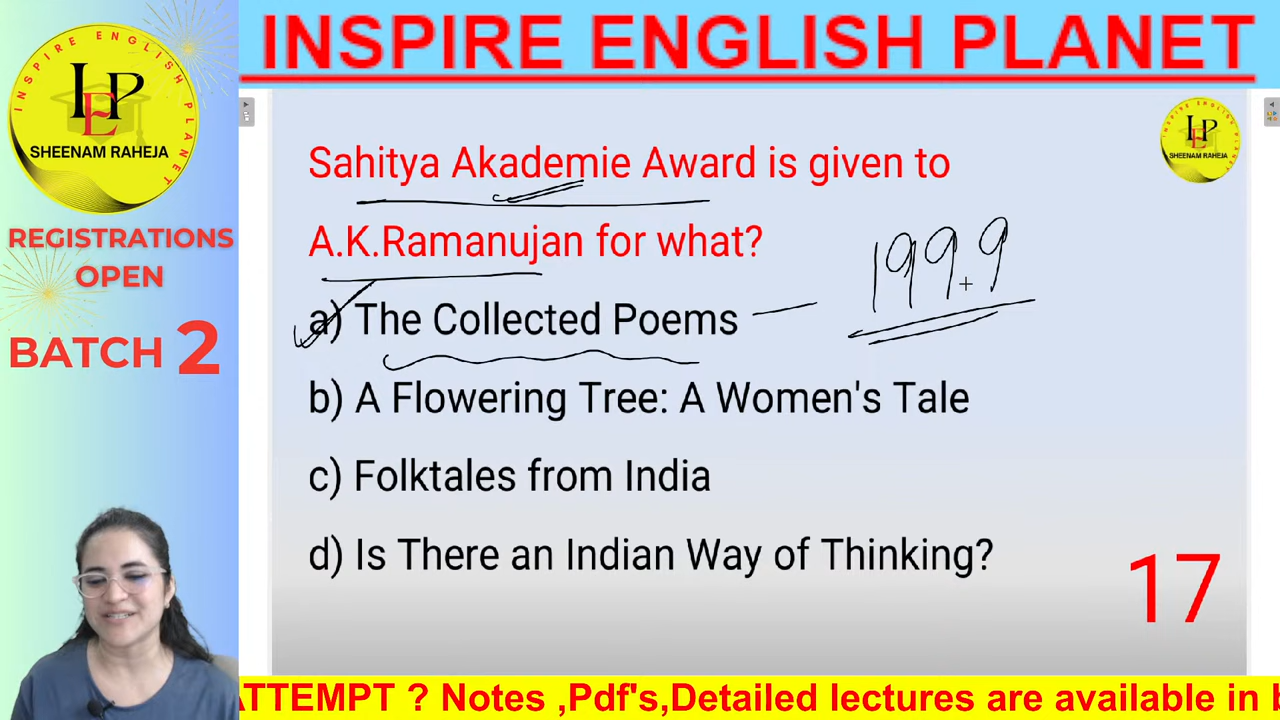 INSPIRE ENGLISH PLANET
INSPIRE ENGLISH PLANET
IEP
SHEENAM RAHEJA
REGISTRATIONS
OPEN
BATCH 2
IEP
SHEENAM RAHEJA
Sahitya Akademie Award is given to
A.K.Ramanujan for what?
1999
a) The Collected Poems
b) A Flowering Tree: A Women's Tale
c) Folktales from India
d) Is There an Indian Way of Thinking?
17
ATTEMPT ? Notes ,Pdf's,Detailed lectures are available in